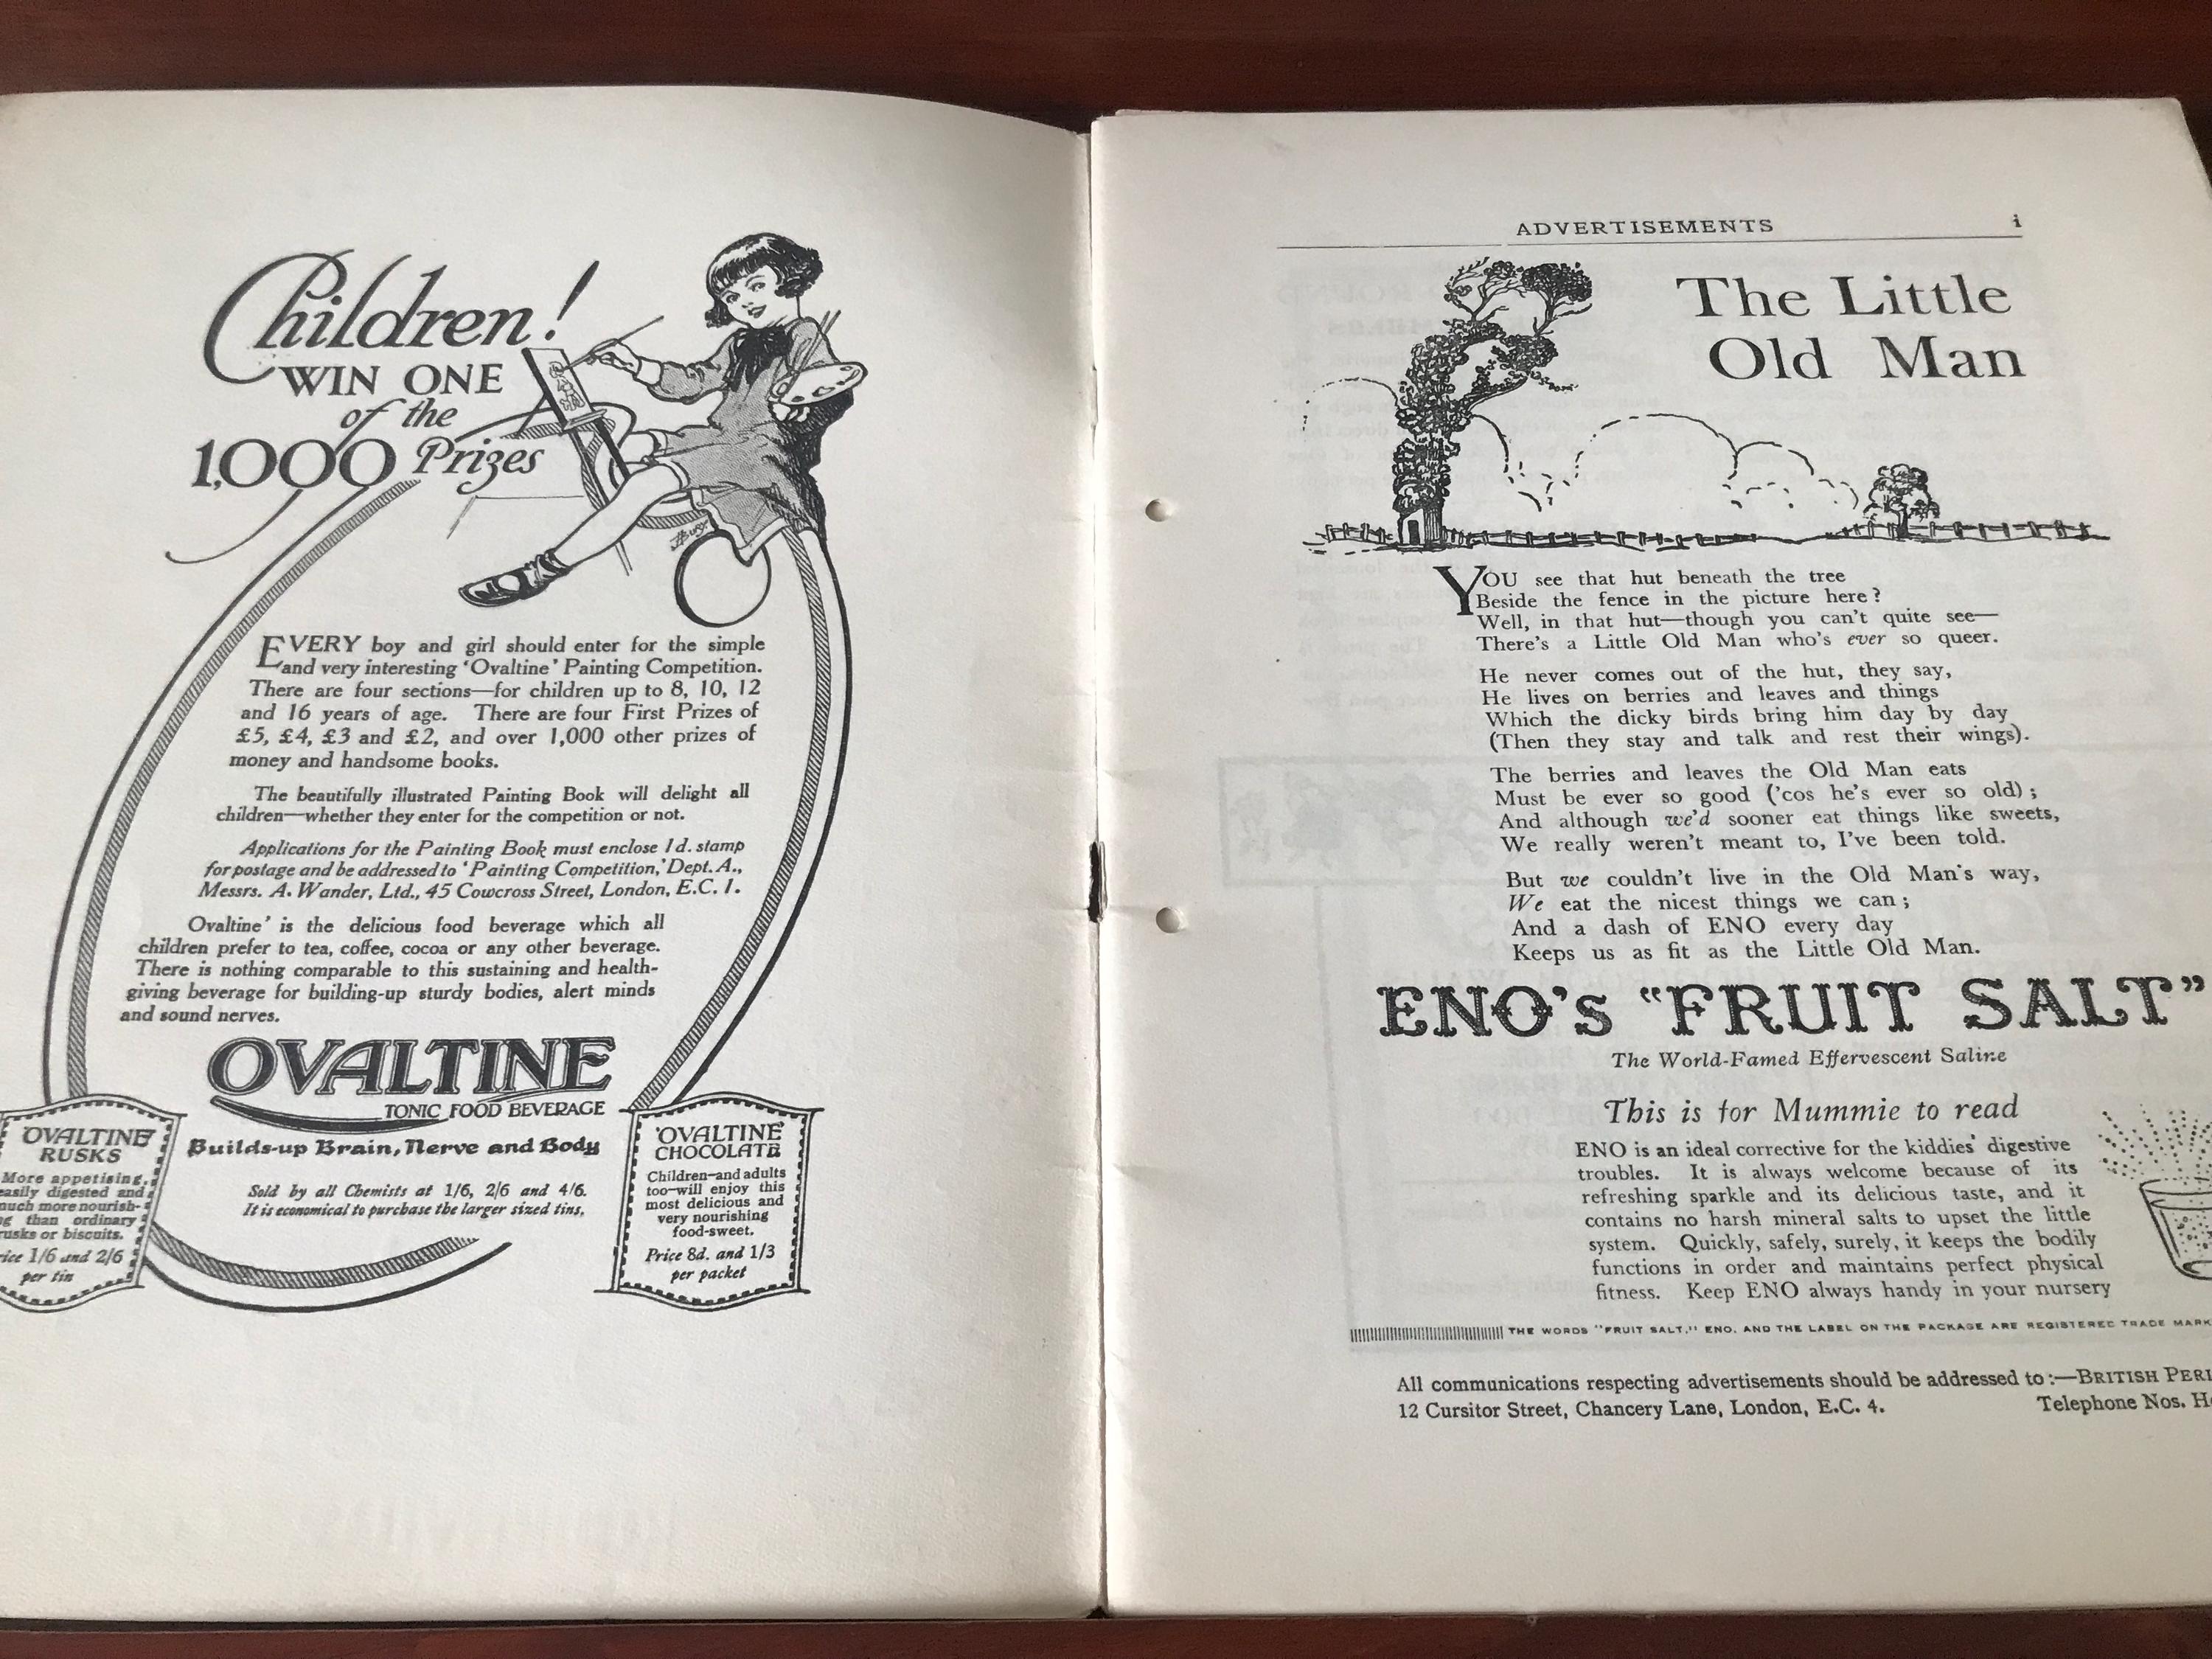 Children!
WIN ONE
of the
1,000 Prizes
EVERY boy and girl should enter for the simple
and very interesting 'Ovaltine' Painting Competition.
There are four sections—for children up to 8, 10, 12
and 16 years of age. There are four First Prizes of
£5, £4, £3 and £2, and over 1,000 other prizes of
money and handsome books.
The beautifully illustrated Painting Book will delight all
children—whether they enter for the competition or not.
Applications for the Painting Book must enclose 1d. stamp
for postage and be addressed to 'Painting Competition,' Dept. A.,
Messrs. A. Wander, Ltd., 45 Cowcross Street, London, E.C. 1.
Ovaltine' is the delicious food beverage which all
children prefer to tea, coffee, cocoa or any other beverage.
There is nothing comparable to this sustaining and health-
giving beverage for building-up sturdy bodies, alert minds
and sound nerves.
OVALTINE
TONIC FOOD BEVERAGE
Builds-up Brain, Nerve and Body
Sold by all Chemists at 1/6, 2/6 and 4/6.
It is economical to purchase the larger sized tins.
'OVALTINE'
RUSKS
More appetising,
easily digested and
much more nourish-
ing than ordinary
rusks or biscuits.
Price 1/6 and 2/6
per tin
'OVALTINE'
CHOCOLATE
Children—and adults
too—will enjoy this
most delicious and
very nourishing
food-sweet.
Price 8d. and 1/3
per packet
ADVERTISEMENTS i
The Little
Old Man
YOU see that hut beneath the tree
Beside the fence in the picture here?
Well, in that hut—though you can't quite see—
There's a Little Old Man who's ever so queer.
He never comes out of the hut, they say,
He lives on berries and leaves and things
Which the dicky birds bring him day by day
(Then they stay and talk and rest their wings).
The berries and leaves the Old Man eats
Must be ever so good ('cos he's ever so old);
And although we'd sooner eat things like sweets,
We really weren't meant to, I've been told.
But we couldn't live in the Old Man's way,
We eat the nicest things we can;
And a dash of ENO every day
Keeps us as fit as the Little Old Man.
ENO's "FRUIT SALT"
The World-Famed Effervescent Saline
This is for Mummie to read
ENO is an ideal corrective for the kiddies' digestive
troubles. It is always welcome because of its
refreshing sparkle and its delicious taste, and it
contains no harsh mineral salts to upset the little
system. Quickly, safely, surely, it keeps the bodily
functions in order and maintains perfect physical
fitness. Keep ENO always handy in your nursery
THE WORDS "FRUIT SALT," ENO, AND THE LABEL ON THE PACKAGE ARE REGISTERED TRADE MARK
All communications respecting advertisements should be addressed to:—BRITISH PERI
12 Cursitor Street, Chancery Lane, London, E.C. 4. Telephone Nos. H